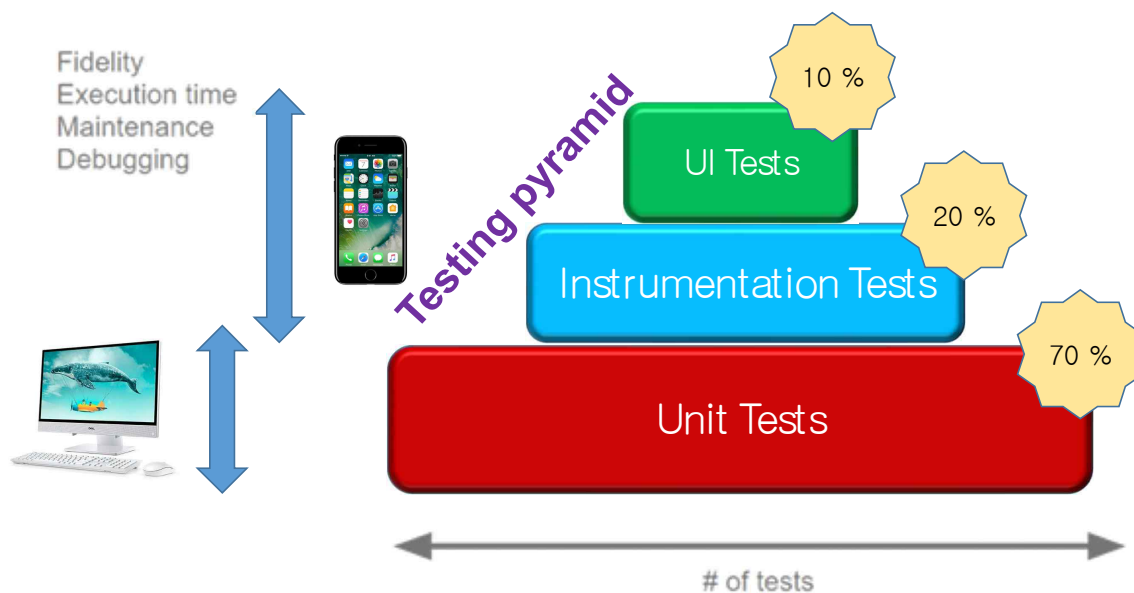 Fidelity
Execution time
Maintenance
Debugging
Testing pyramid
10 %
UI Tests
20 %
Instrumentation Tests
70 %
Unit Tests
# of tests